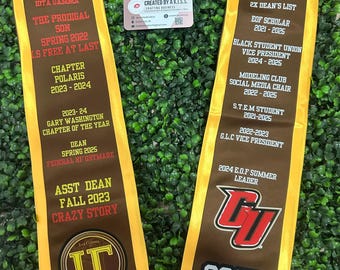 IOTA GAMMA
THE PRODIGAL
SON
SPRING 2022
I.S FREE AT LAST
CHAPTER
POLARIS
2023 - 2024
2023- 24
GARY WASHINGTON
CHAPTER OF THE YEAR
DEAN
SPRING 2025
ASST DEAN
FALL 2023
CRAZY STORY
CREATED BY A K.I.S.S.
2X DEAN'S LIST
EOF SCHOLAR
2021 - 2025
BLACK STUDENT UNION
VICE PRESIDENT
2024 - 2025
MODELING CLUB
SOCIAL MEDIA CHAIR
2022 - 2025
S.T.E.M STUDENT
2021-2025
2022-2023
G.L.C VICE PRESIDENT
2024 E.O.F SUMMER
LEADER
CU